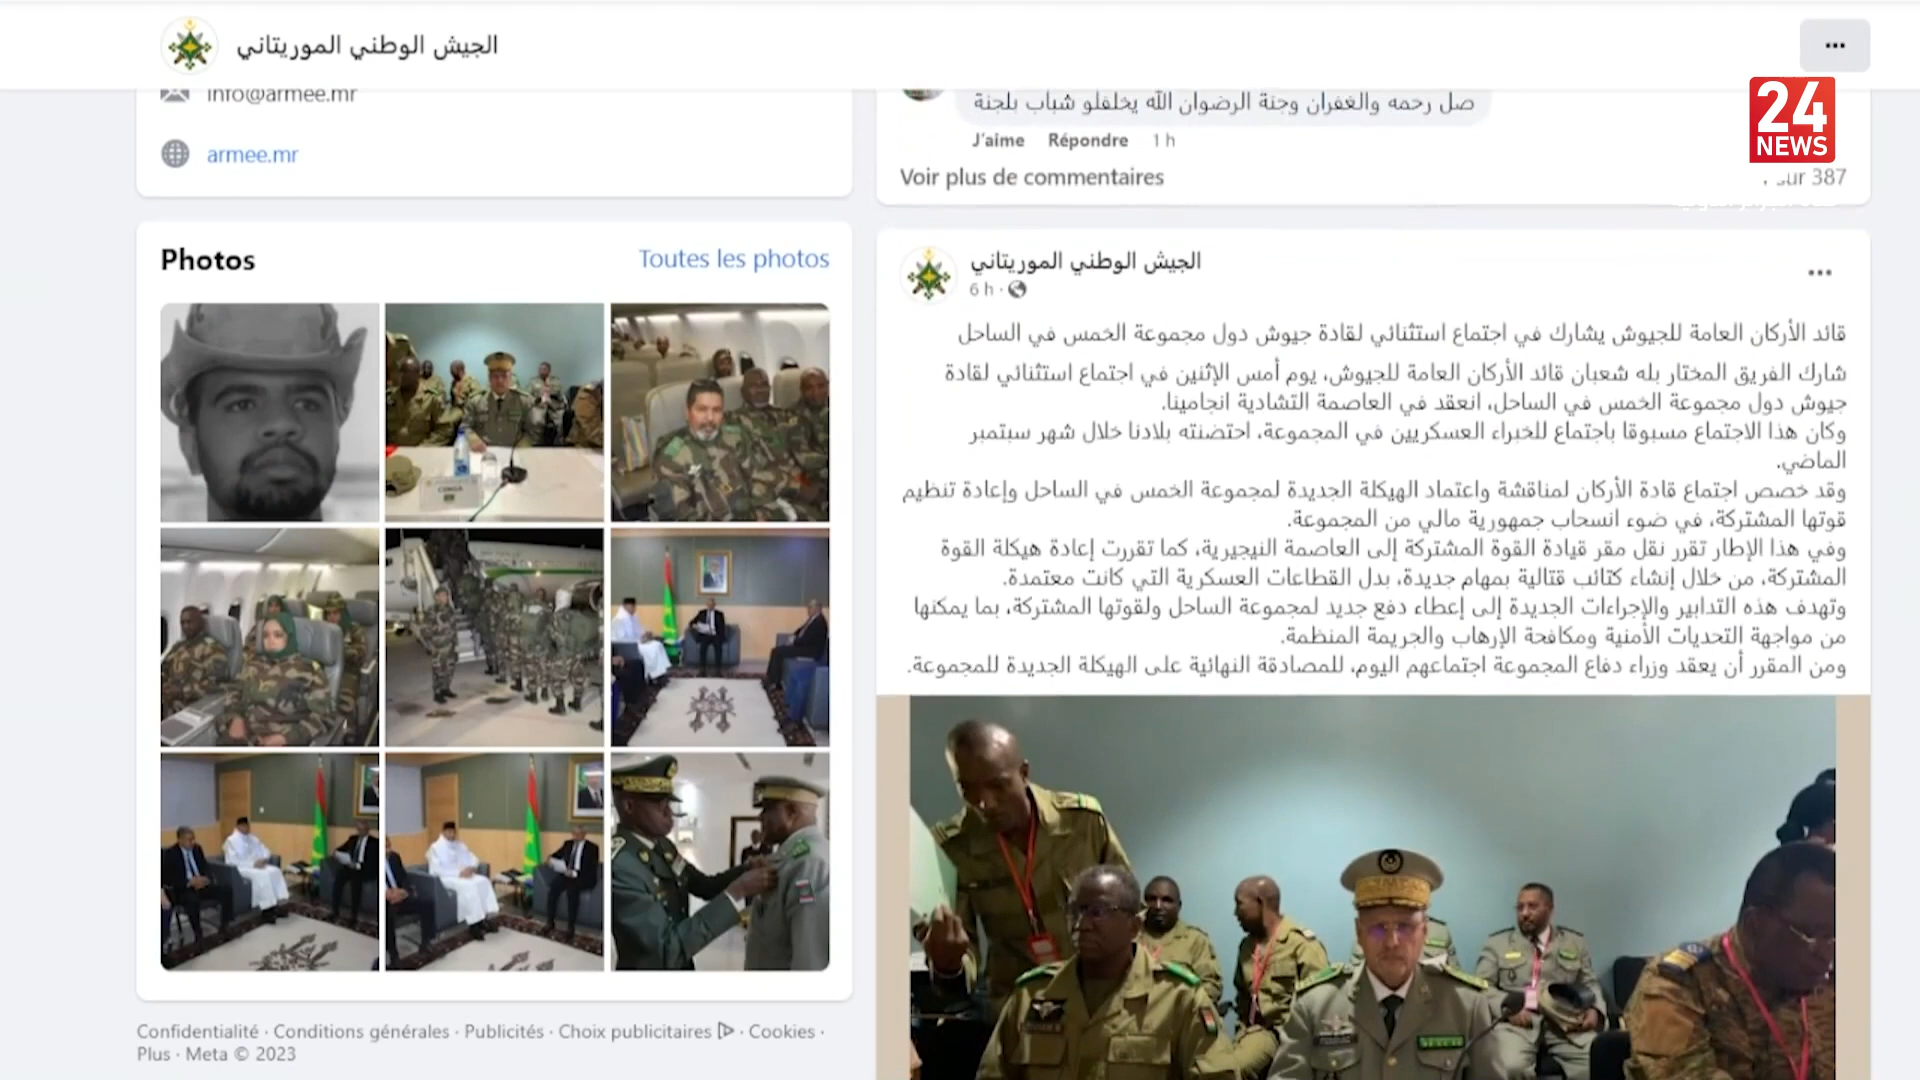 الجيش الوطني الموريتاني
...
24
NEWS
info@armee.mr
armee.mr
Photos
Toutes les photos
Confidentialité · Conditions générales · Publicités · Choix publicitaires · Cookies ·
Plus · Meta © 2023
صل رحمه والغفران وجنة الرضوان الله يخلفلو شباب بلجنة
J'aime Répondre 1 h
Voir plus de commentaires
sur 387
الجيش الوطني الموريتاني
6 h ·
قائد الأركان العامة للجيوش يشارك في اجتماع استثنائي لقادة جيوش دول مجموعة الخمس في الساحل
شارك الفريق المختار بله شعبان قائد الأركان العامة للجيوش، يوم أمس الإثنين في اجتماع استثنائي لقادة
جيوش دول مجموعة الخمس في الساحل، انعقد في العاصمة التشادية انجامينا.
وكان هذا الاجتماع مسبوقا باجتماع للخبراء العسكريين في المجموعة، احتضنته بلادنا خلال شهر سبتمبر
الماضي.
وقد خصص اجتماع قادة الأركان لمناقشة واعتماد الهيكلة الجديدة لمجموعة الخمس في الساحل وإعادة تنظيم
قوتها المشتركة، في ضوء انسحاب جمهورية مالي من المجموعة.
وفي هذا الإطار تقرر نقل مقر قيادة القوة المشتركة إلى العاصمة النيجيرية، كما تقررت إعادة هيكلة القوة
المشتركة، من خلال إنشاء كتائب قتالية بمهام جديدة، بدل القطاعات العسكرية التي كانت معتمدة.
وتهدف هذه التدابير والإجراءات الجديدة إلى إعطاء دفع جديد لمجموعة الساحل ولقوتها المشتركة، بما يمكنها
من مواجهة التحديات الأمنية ومكافحة الإرهاب والجريمة المنظمة.
ومن المقرر أن يعقد وزراء دفاع المجموعة اجتماعهم اليوم، للمصادقة النهائية على الهيكلة الجديدة للمجموعة.